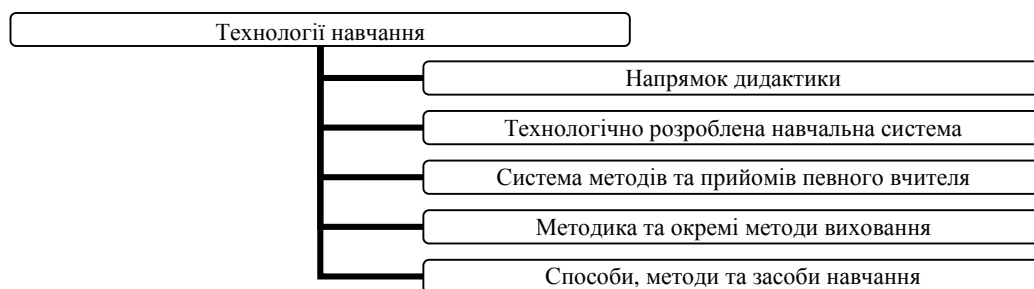 Технології навчання
Напрямок дидактики
Технологічно розроблена навчальна система
Система методів та прийомів певного вчителя
Методика та окремі методи виховання
Способи, методи та засоби навчання